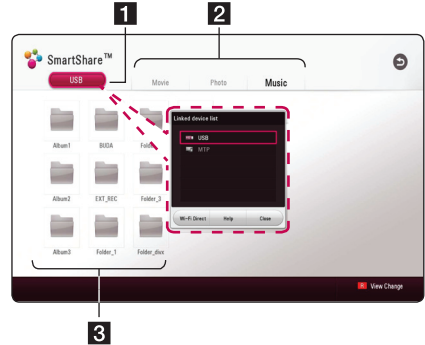 1
2
SmartShare™
USB
Movie
Photo
Music
Linked device list
USB
MTP
Wi-Fi Direct
Help
Close
Album1
BUDA
Album2
EXT_REC
Folder_3
Album3
Folder_1
Folder_divx
R View Change
3